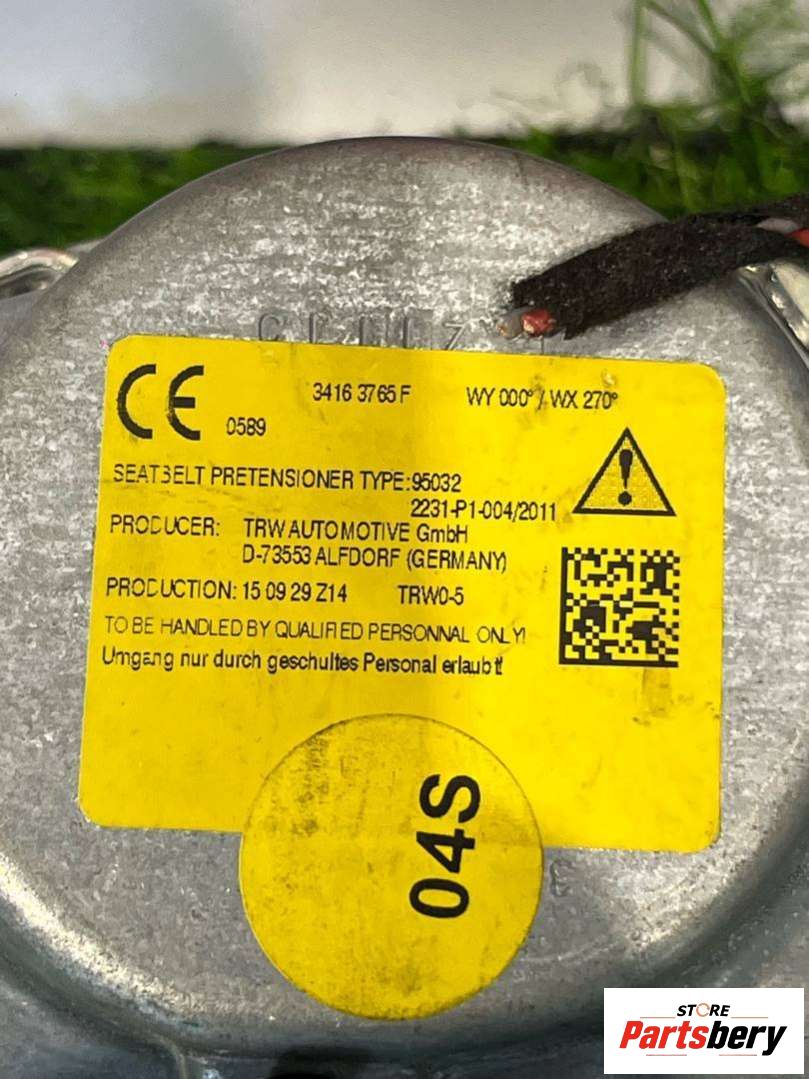 CE 0589
3416 3765 F WY 000° / WX 270°
SEATBELT PRETENSIONER TYPE: 95032
2231-P1-004/2011
PRODUCER: TRW AUTOMOTIVE GmbH
D-73553 ALFDORF (GERMANY)
PRODUCTION: 15 09 29 Z14 TRW0-5
TO BE HANDLED BY QUALIFIED PERSONNAL ONLY!
Umgang nur durch geschultes Personal erlaubt!
04S
STORE
Partsbery